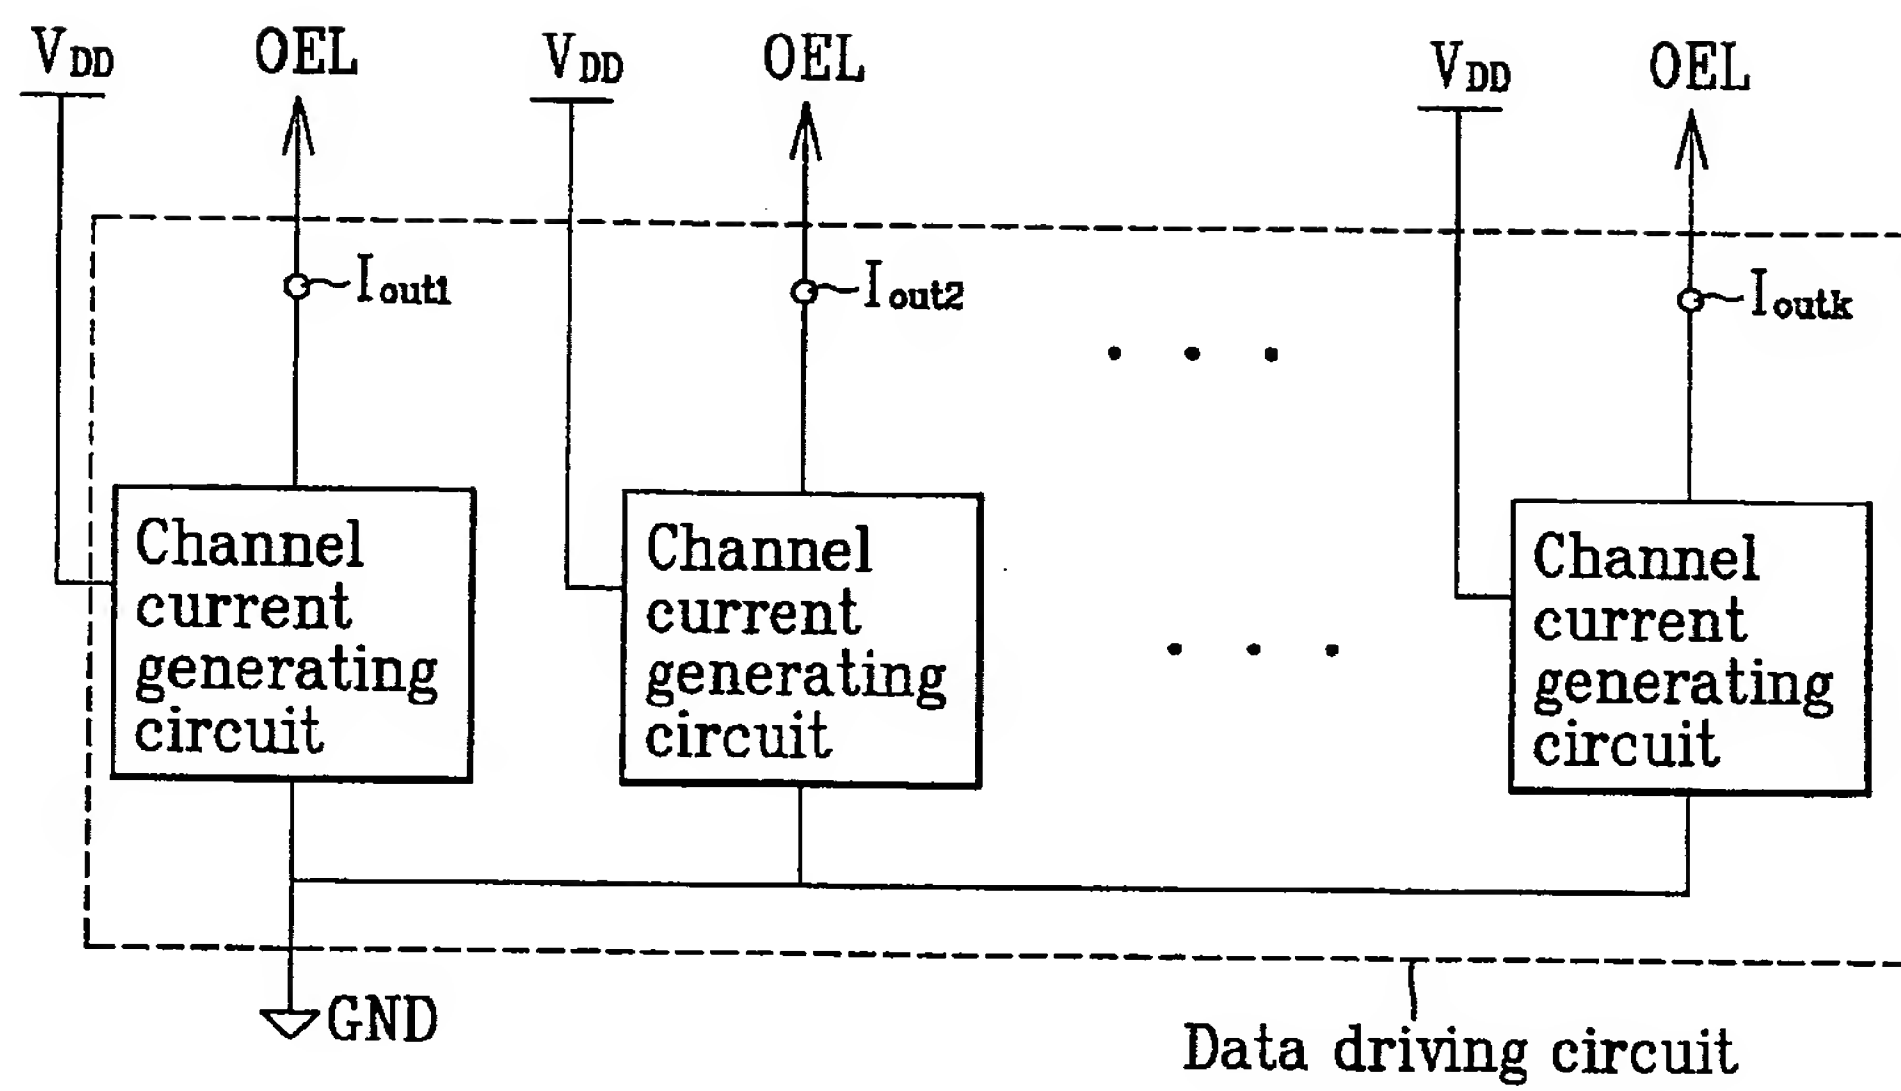 VDD
OEL
VDD
OEL
VDD
OEL
Iout1
Iout2
Ioutk
Channel
current
generating
circuit
Channel
current
generating
circuit
Channel
current
generating
circuit
GND
Data driving circuit